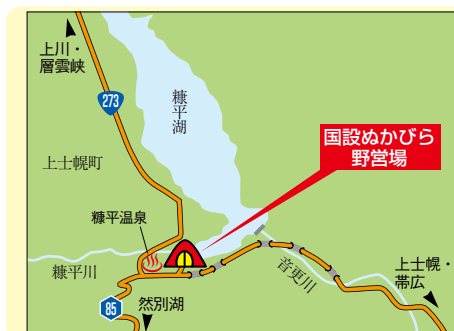 上川・
層雲峡
273
糠平湖
国設ぬかびら
野営場
上士幌町
糠平温泉
糠平川
音更川
上士幌・
帯広
85
然別湖